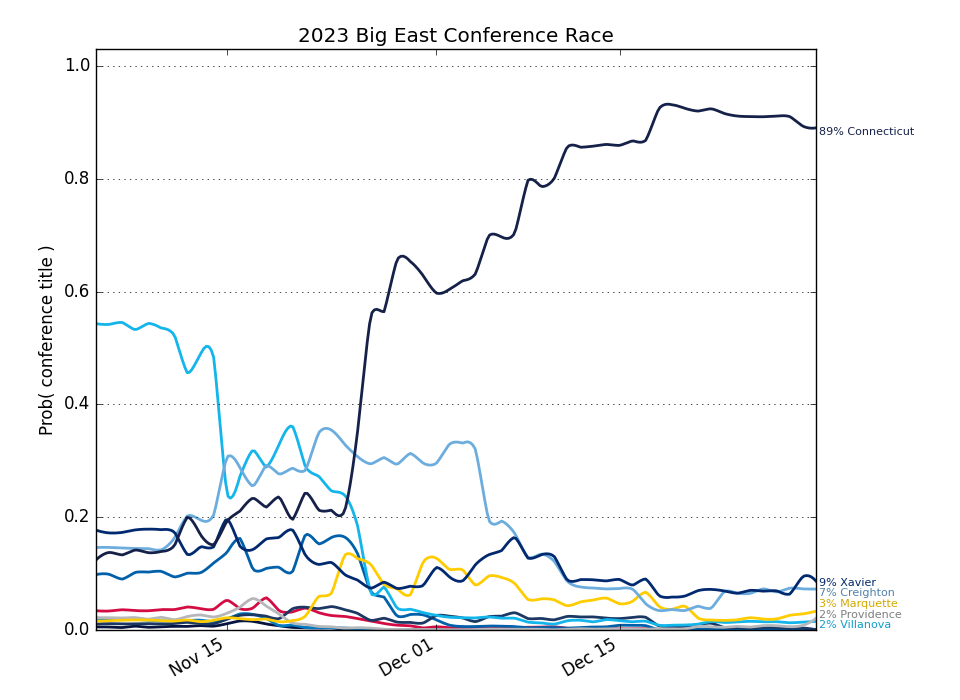 2023 Big East Conference Race
Prob( conference title )
1.0
0.8
0.6
0.4
0.2
0.0
Nov 15
Dec 01
Dec 15
89% Connecticut
9% Xavier
7% Creighton
3% Marquette
2% Providence
2% Villanova